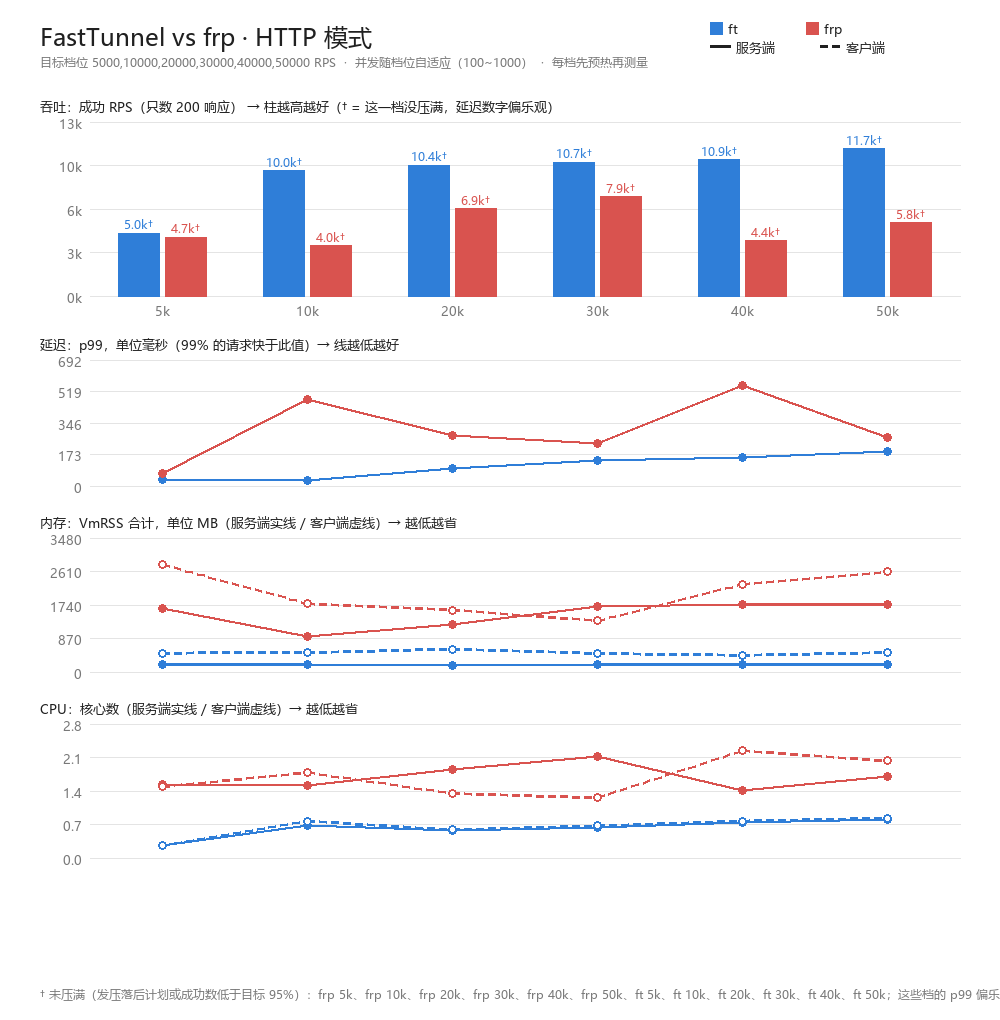 FastTunnel vs frp · HTTP 模式
ft
frp
服务端
客户端
目标档位 5000,10000,20000,30000,40000,50000 RPS · 并发随档位自适应（100~1000） · 每档先预热再测量
吞吐：成功 RPS（只数 200 响应） → 柱越高越好（† = 这一档没压满，延迟数字偏乐观）
13k
10k
6k
3k
0k
5.0k†
4.7k†
10.0k†
4.0k†
10.4k†
6.9k†
10.7k†
7.9k†
10.9k†
4.4k†
11.7k†
5.8k†
5k
10k
20k
30k
40k
50k
延迟：p99，单位毫秒（99% 的请求快于此值）→ 线越低越好
692
519
346
173
0
内存：VmRSS 合计，单位 MB（服务端实线 / 客户端虚线）→ 越低越省
3480
2610
1740
870
0
CPU：核心数（服务端实线 / 客户端虚线）→ 越低越省
2.8
2.1
1.4
0.7
0.0
† 未压满（发压落后计划或成功数低于目标 95%）：frp 5k、frp 10k、frp 20k、frp 30k、frp 40k、frp 50k、ft 5k、ft 10k、ft 20k、ft 30k、ft 40k、ft 50k；这些档的 p99 偏乐